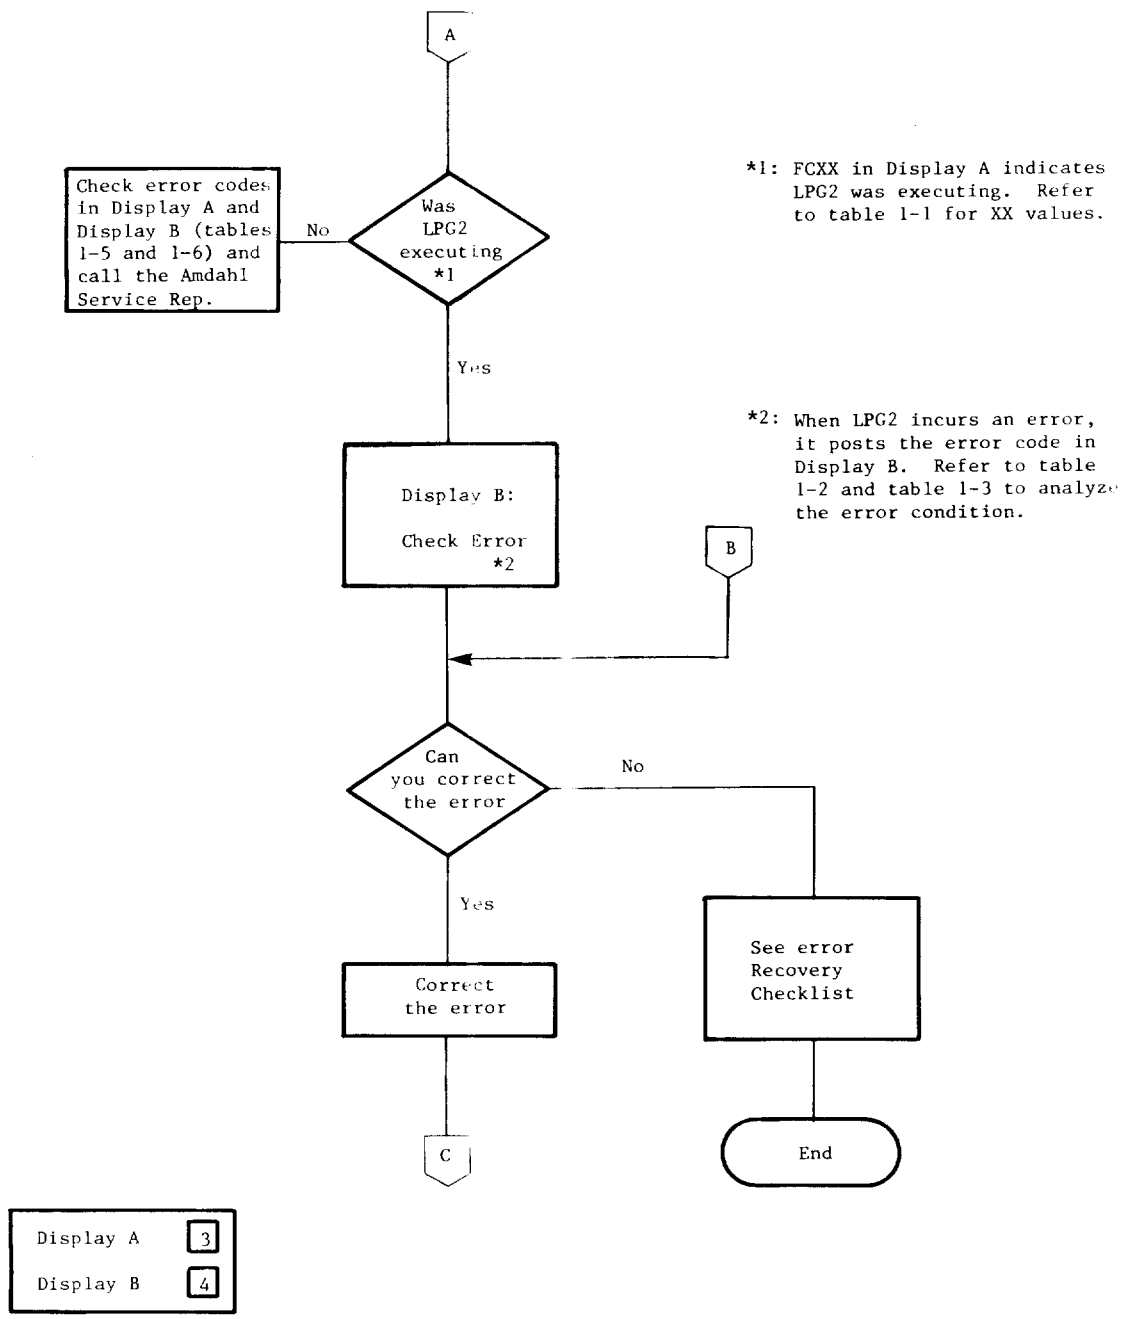 A
Check error codes
in Display A and
Display B (tables
1-5 and 1-6) and
call the Amdahl
Service Rep.
No
Was
LPG2
executing
*1
*1: FCXX in Display A indicates
LPG2 was executing. Refer
to table 1-1 for XX values.
Yes
Display B:
Check Error
*2
*2: When LPG2 incurs an error,
it posts the error code in
Display B. Refer to table
1-2 and table 1-3 to analyze
the error condition.
B
Can
you correct
the error
No
Yes
Correct
the error
See error
Recovery
Checklist
C
End
Display A 3
Display B 4